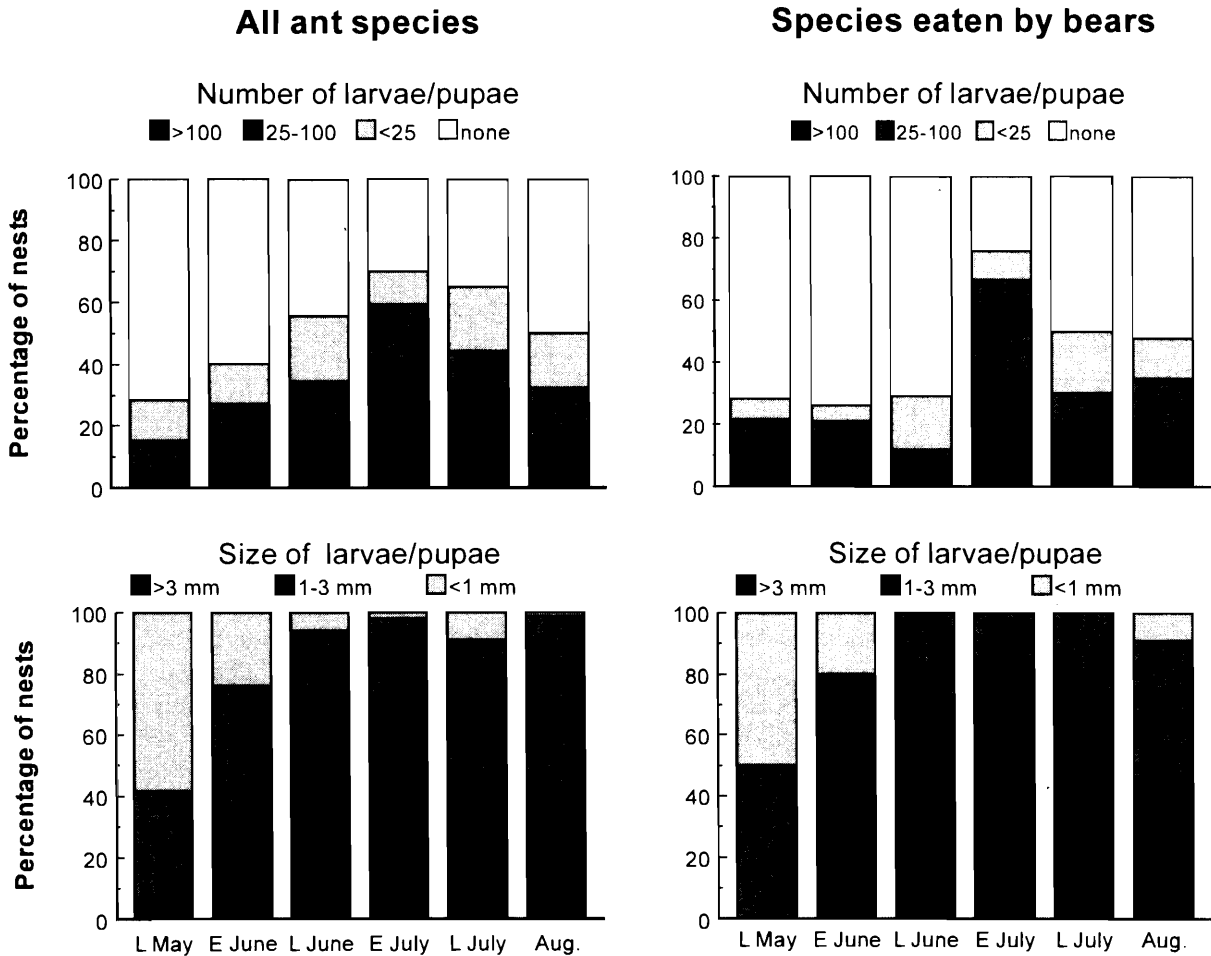 All ant species
Species eaten by bears
Number of larvae/pupae
>100 25-100 <25 none
Number of larvae/pupae
>100 25-100 <25 none
Percentage of nests
100
80
60
40
20
0
100
80
60
40
20
0
Size of larvae/pupae
>3 mm 1-3 mm <1 mm
Size of larvae/pupae
>3 mm 1-3 mm <1 mm
Percentage of nests
100
80
60
40
20
0
L May E June L June E July L July Aug.
100
80
60
40
20
0
L May E June L June E July L July Aug.